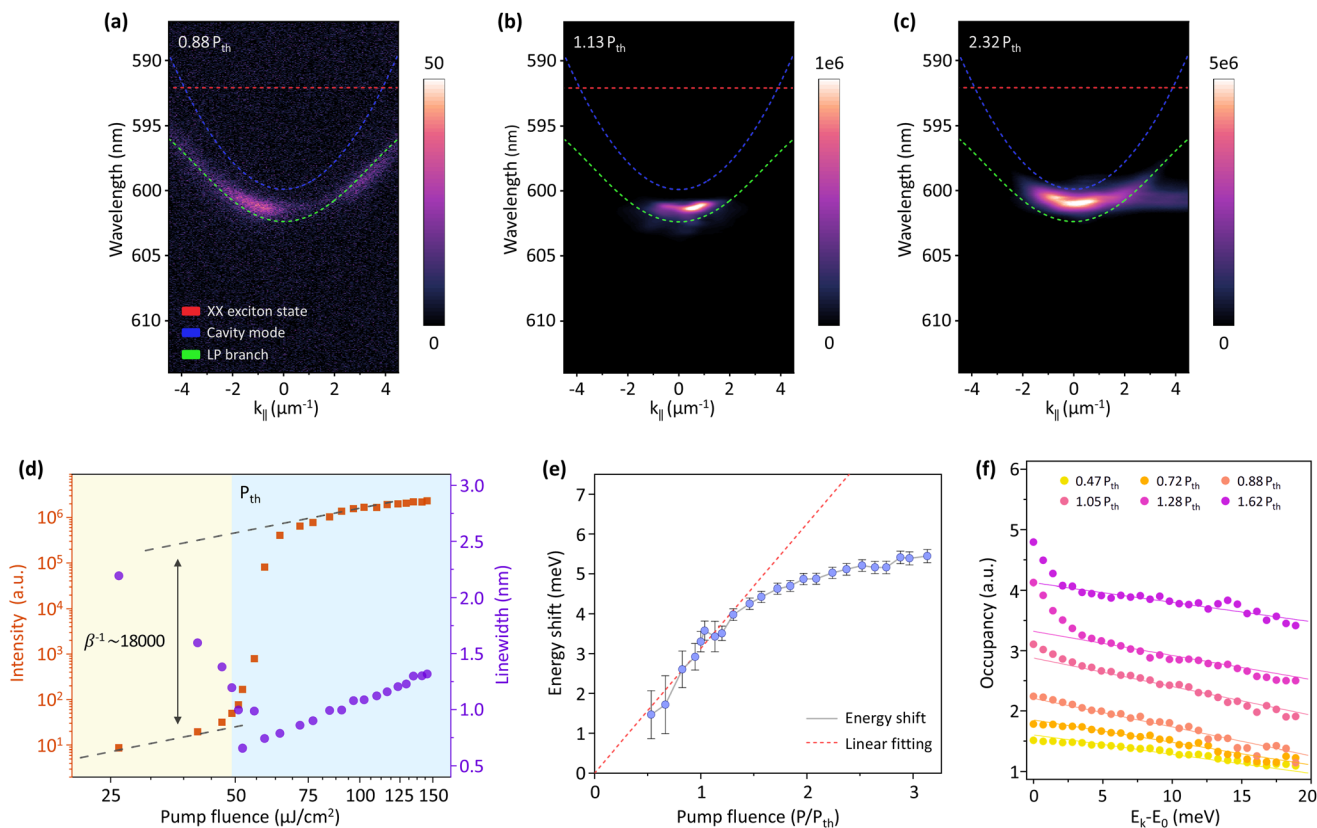 (a)
0.88 Pth
50
0
590
595
600
605
610
Wavelength (nm)
XX exciton state
Cavity mode
LP branch
-4
-2
0
2
4
k|| (µm⁻¹)
(b)
1.13 Pth
1e6
0
590
595
600
605
610
Wavelength (nm)
-4
-2
0
2
4
k|| (µm⁻¹)
(c)
2.32 Pth
5e6
0
590
595
600
605
610
Wavelength (nm)
-4
-2
0
2
4
k|| (µm⁻¹)
(d)
Pth
β⁻¹~18000
10⁶
10⁵
10⁴
10³
10²
10¹
Intensity (a.u.)
3.0
2.5
2.0
1.5
1.0
0.5
Linewidth (nm)
25
50
75
100
125
150
Pump fluence (µJ/cm²)
(e)
7
6
5
4
3
2
1
0
Energy shift (meV)
Energy shift
Linear fitting
0
1
2
3
Pump fluence (P/Pth)
(f)
6
5
4
3
2
1
Occupancy (a.u.)
0.47 Pth
0.72 Pth
0.88 Pth
1.05 Pth
1.28 Pth
1.62 Pth
0
5
10
15
20
Ek-E0 (meV)